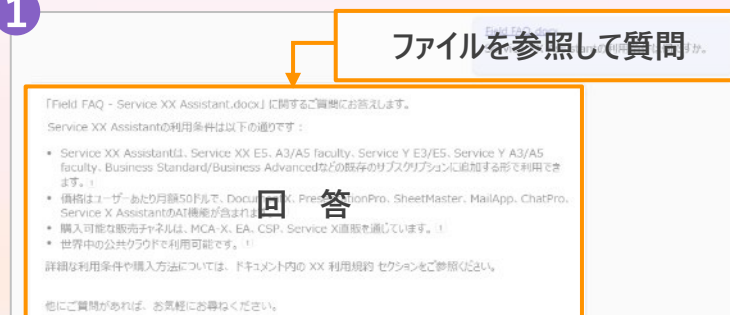 1
ファイルを参照して質問
「Field FAQ - Service XX Assistant.docx」に関するご質問にお答えします。
Service XX Assistantの利用条件は以下の通りです：
• Service XX Assistantは、Service XX E5、A3/A5 faculty、Service Y E3/E5、Service Y A3/A5
faculty、Business Standard/Business Advancedなどの既存のサブスクリプションに追加する形で利用でき
ます。
• 価格はユーザーあたり月額50ドルで、Document X、PresentationPro、SheetMaster、MailApp、ChatPro、
Service X AssistantのAI機能が含まれま
回 答
• 購入可能な販売チャネルは、MCA-X、EA、CSP、Service X直販を通じています。
• 世界中の公共クラウドで利用可能です。
詳細な利用条件や購入方法については、ドキュメント内の XX 利用規約 セクションをご参照ください。
他にご質問があれば、お気軽にお尋ねください。